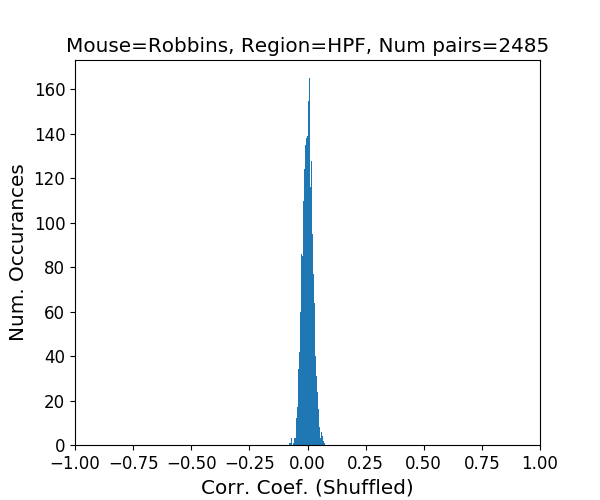 Mouse=Robbins, Region=HPF, Num pairs=2485
Num. Occurances
160
140
120
100
80
60
40
20
0
−1.00 −0.75 −0.50 −0.25 0.00 0.25 0.50 0.75 1.00
Corr. Coef. (Shuffled)